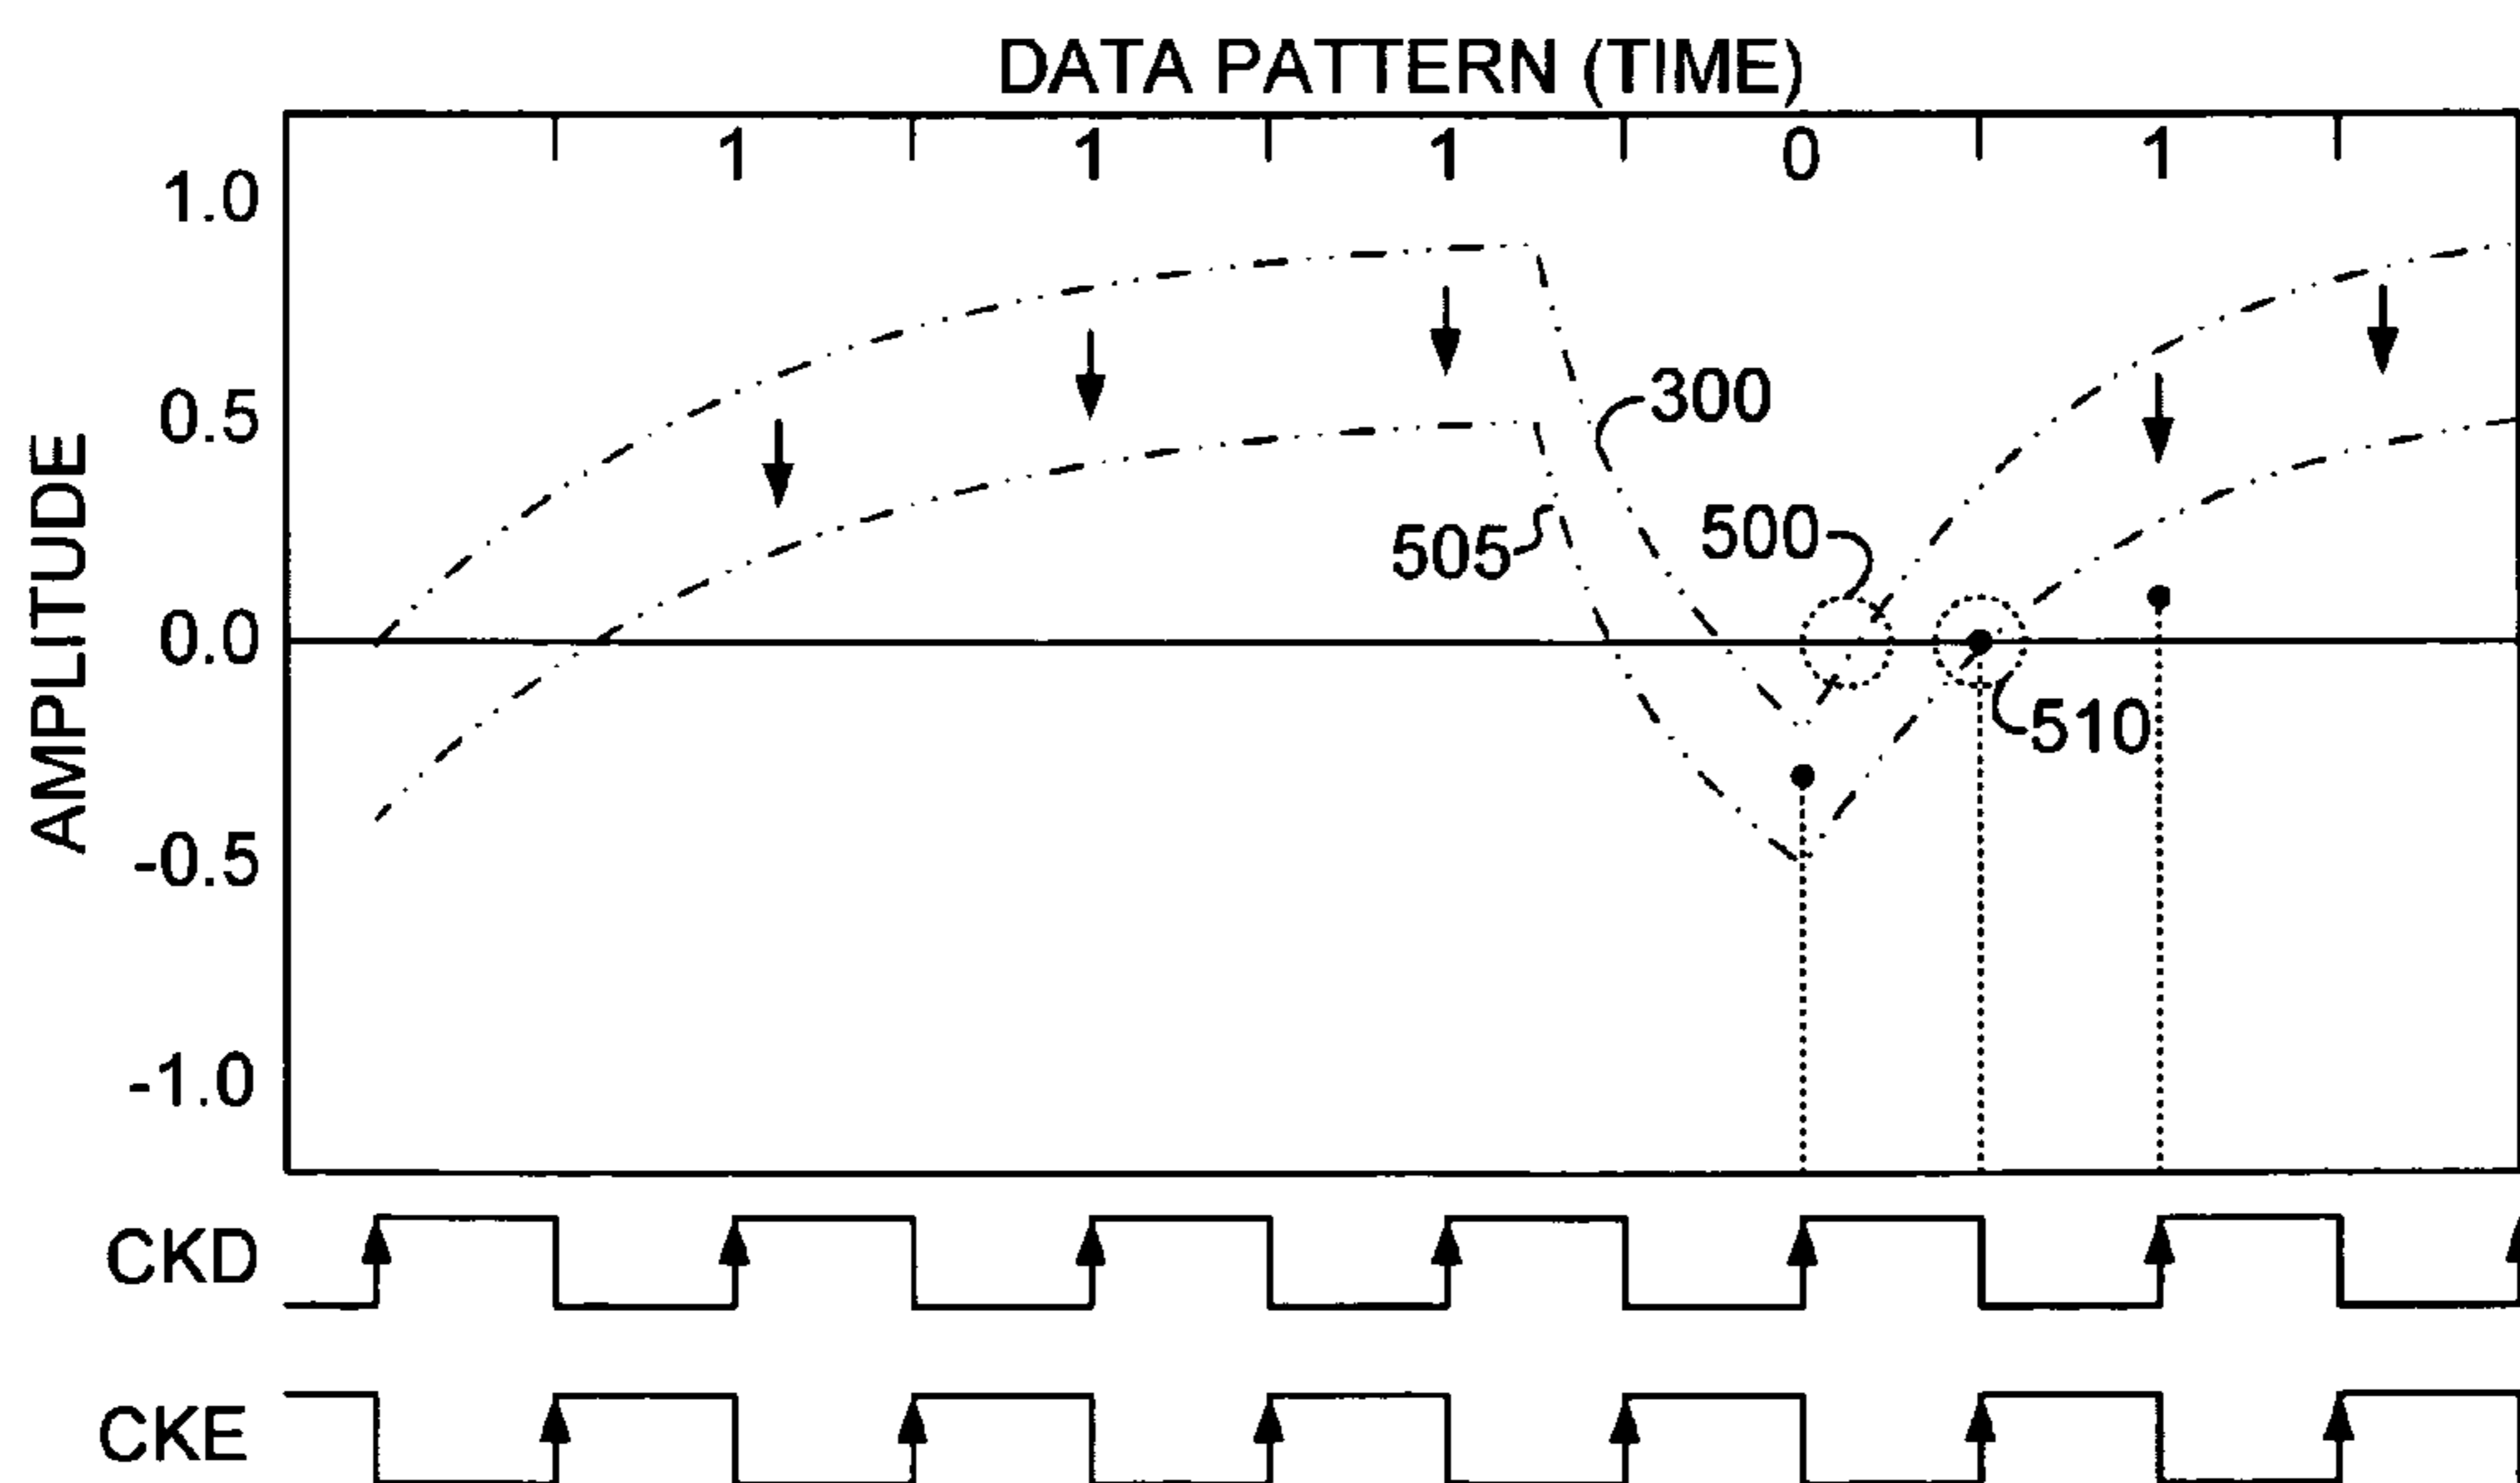 DATA PATTERN (TIME)
1 1 1 0 1
AMPLITUDE
1.0
0.5
0.0
-0.5
-1.0
300
500
505
510
CKD
CKE